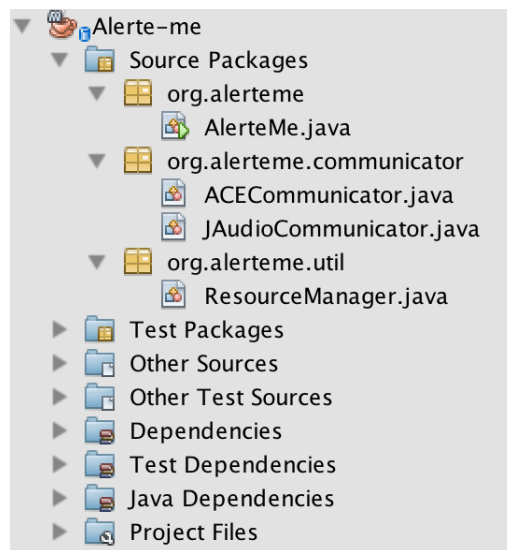 Alerte-me
Source Packages
org.alerteme
AlerteMe.java
org.alerteme.communicator
ACECommunicator.java
JAudioCommunicator.java
org.alerteme.util
ResourceManager.java
Test Packages
Other Sources
Other Test Sources
Dependencies
Test Dependencies
Java Dependencies
Project Files